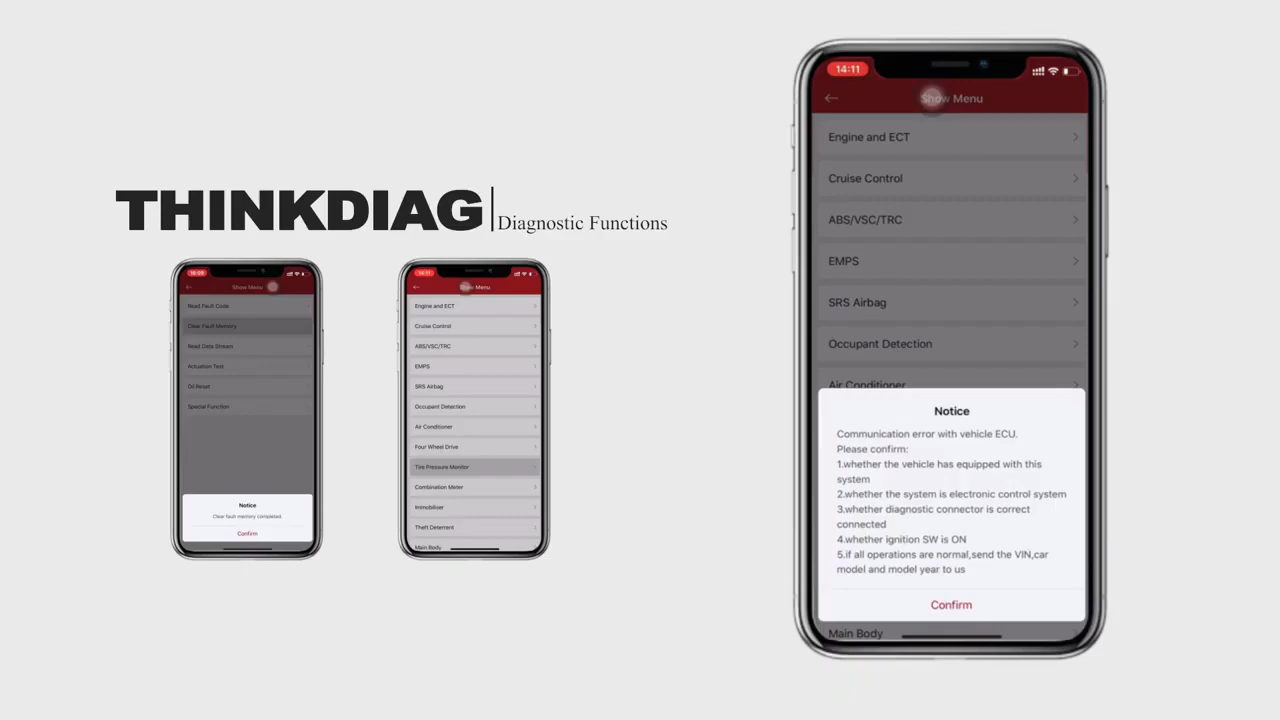 THINKDIAG
Diagnostic Functions
Show Menu
Read Fault Code
Clear Fault Memory
Read Data Stream
Actuation Test
Oil Reset
Special Function
Notice
Clear fault memory completed.
Confirm
14:11
Show Menu
Engine and ECT
Cruise Control
ABS/VSC/TRC
EMPS
SRS Airbag
Occupant Detection
Air Conditioner
Four Wheel Drive
Tire Pressure Monitor
Combination Meter
Immobiliser
Theft Deterrent
Main Body
14:11
Show Menu
Engine and ECT
Cruise Control
ABS/VSC/TRC
EMPS
SRS Airbag
Occupant Detection
Air Conditioner
Notice
Communication error with vehicle ECU.
Please confirm:
1.whether the vehicle has equipped with this
system
2.whether the system is electronic control system
3.whether diagnostic connector is correct
connected
4.whether ignition SW is ON
5.if all operations are normal,send the VIN,car
model and model year to us
Confirm
Main Body